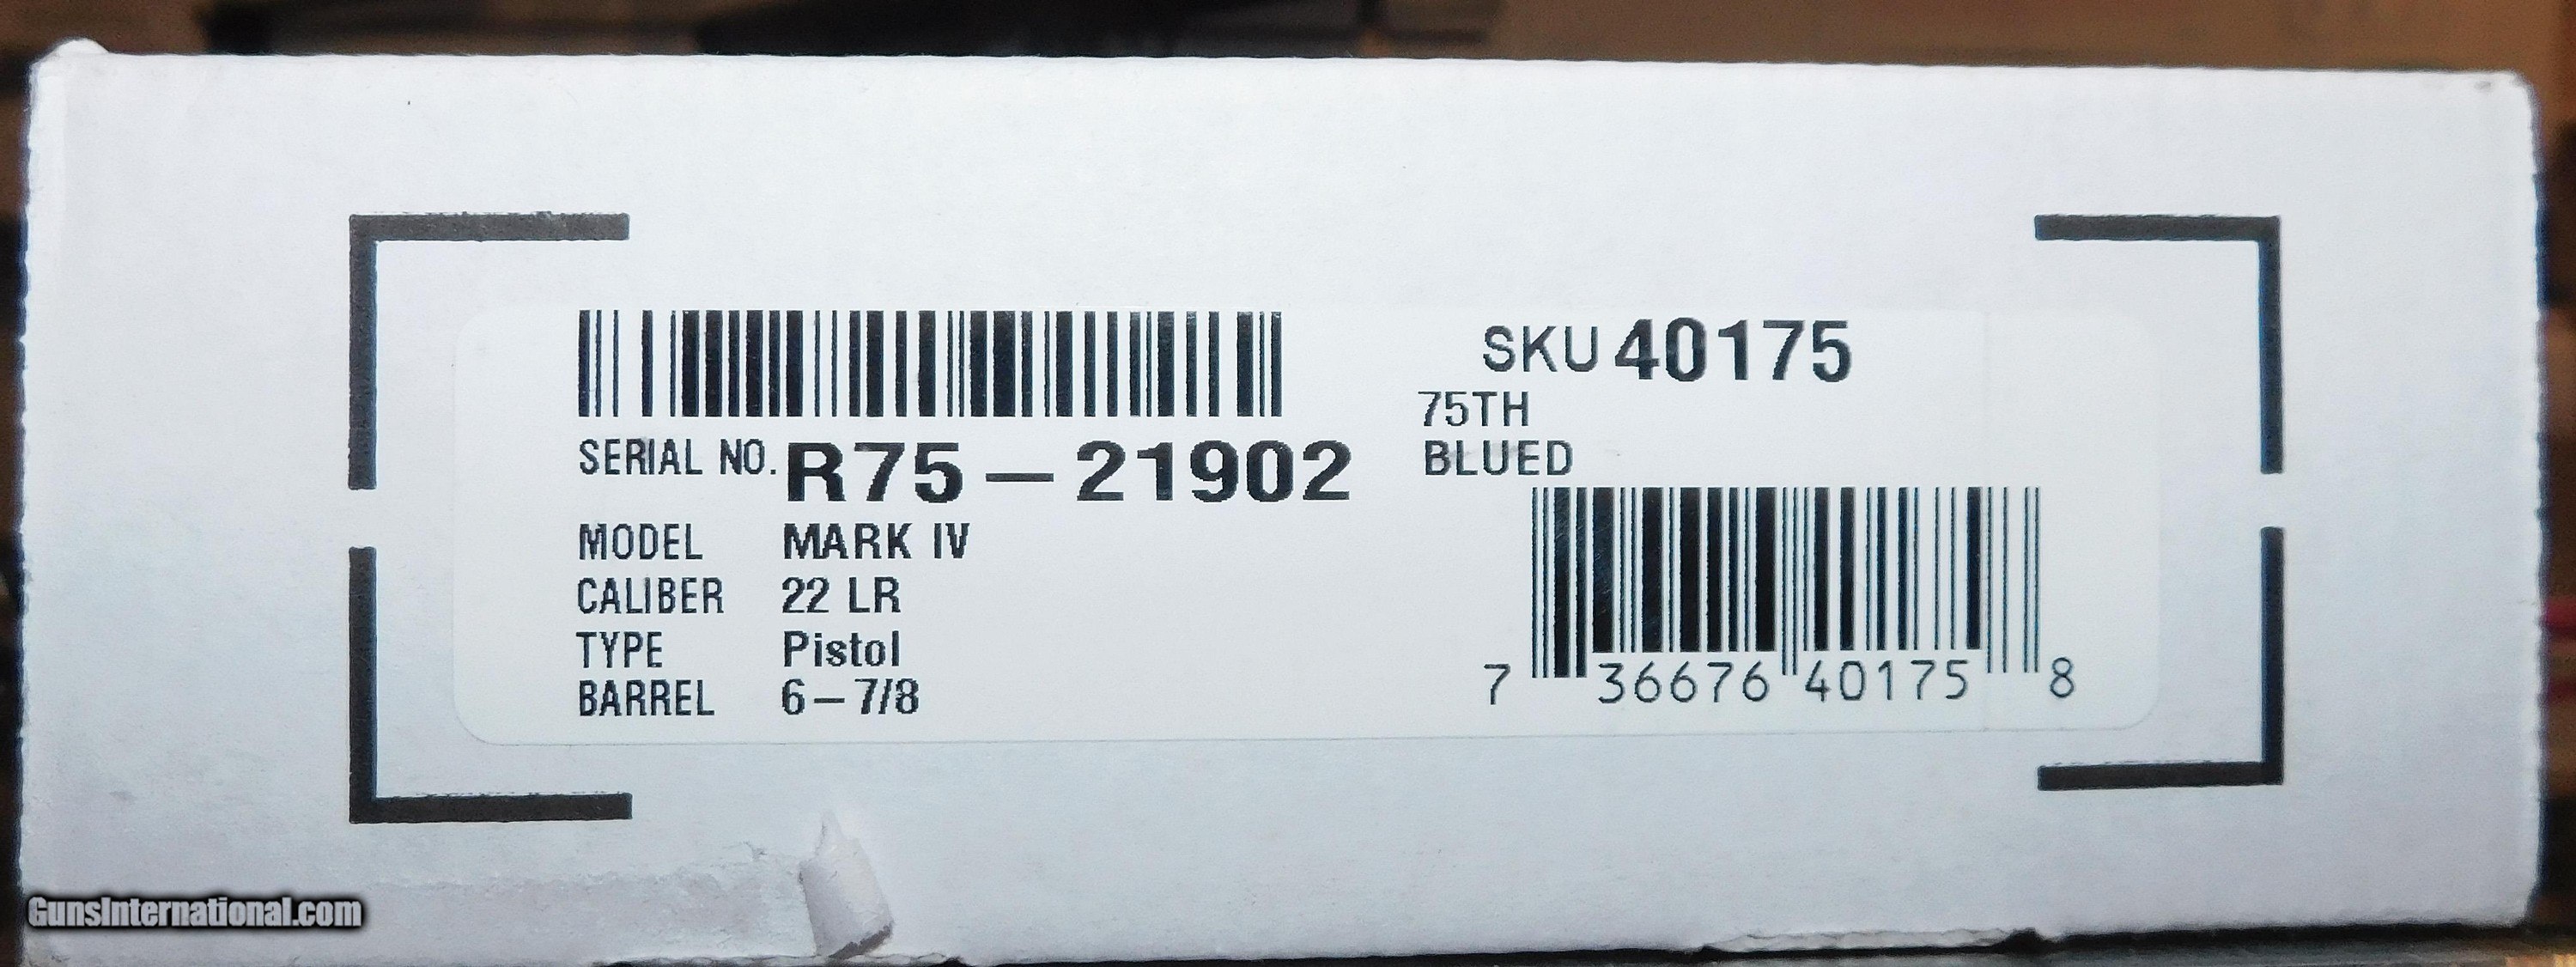 SKU 40175
75TH
BLUED
SERIAL NO. R75-21902
MODEL MARK IV
CALIBER 22 LR
TYPE Pistol
BARREL 6-7/8
7 36676 40175 8
GunsInternational.com